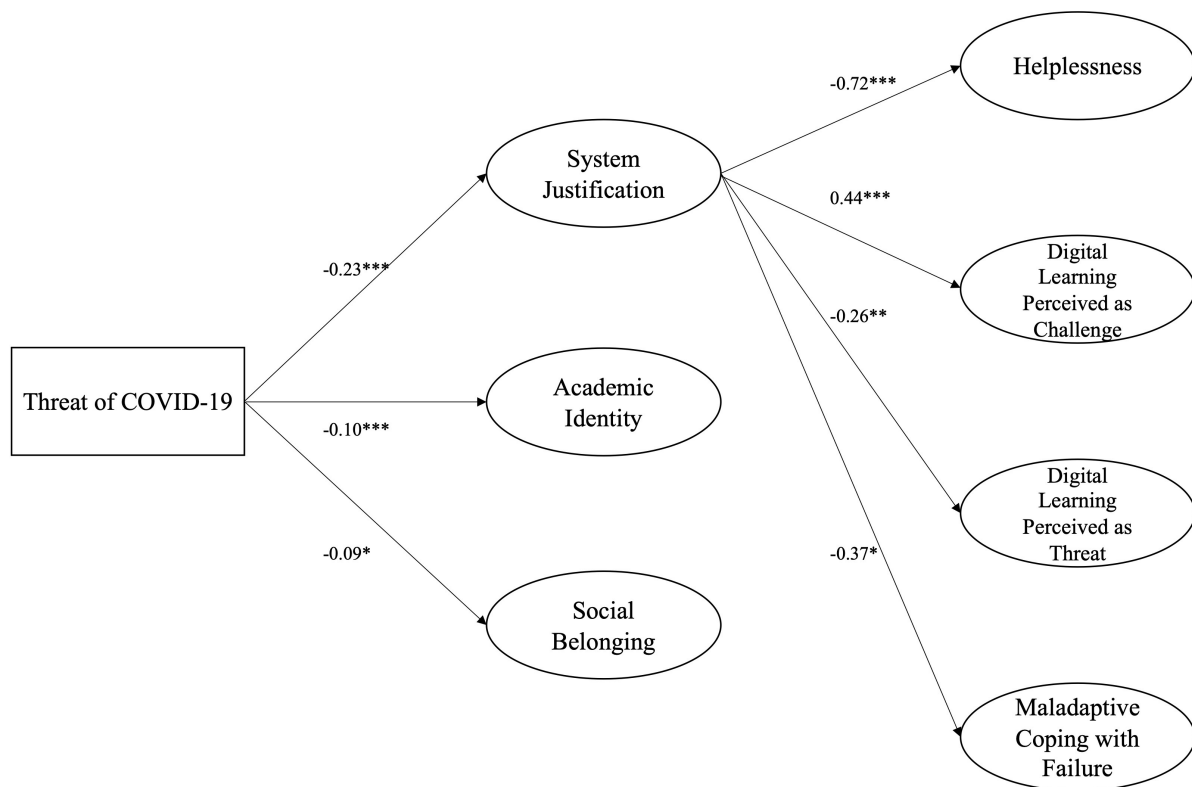 Helplessness
-0.72***
System
Justification
0.44***
Digital
Learning
Perceived as
Challenge
-0.23***
-0.26**
Threat of COVID-19
Academic
Identity
-0.10***
Digital
Learning
Perceived as
Threat
-0.09*
-0.37*
Social
Belonging
Maladaptive
Coping with
Failure